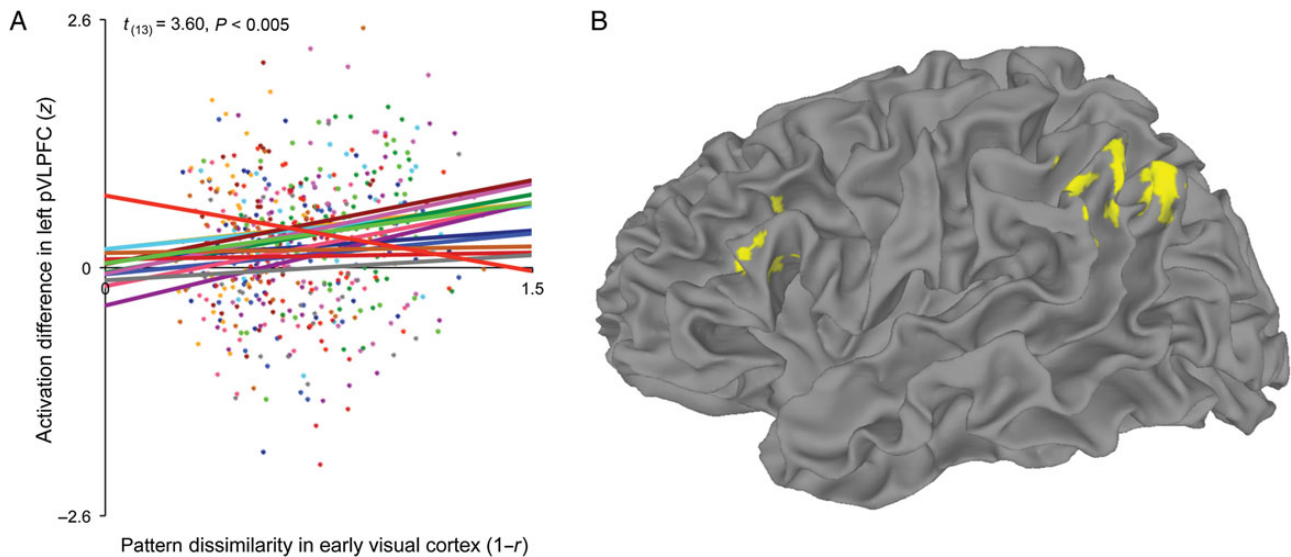 A
B
2.6
t(13) = 3.60, P < 0.005
Activation difference in left pVLPFC (z)
0
0
1.5
−2.6
Pattern dissimilarity in early visual cortex (1–r)